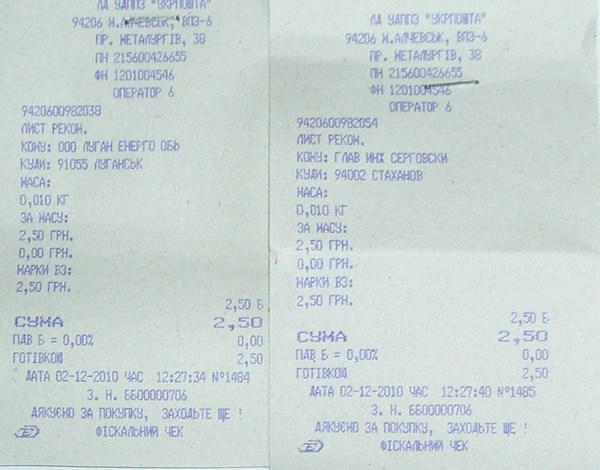 ЛА УДППЗ "УКРПОШТА"
94206 М.АЛЧЕВСЬК, ВПЗ-6
ПР. МЕТАЛУРГІВ, 38
ПН 215600426655
ФН 1201004546
ОПЕРАТОР 6
9420600982038
ЛИСТ РЕКОМ.
КОМУ: ООО ЛУГАН ЕНЕРГО ОБЬ
КУДИ: 91055 ЛУГАНСЬК
МАСА:
0,010 КГ
ЗА МАСУ:
2,50 ГРН.
0,00 ГРН.
МАРКИ ВЗ:
2,50 ГРН.
2,50 Б
СУМА 2,50
ПДВ Б = 0,00% 0,00
ГОТІВКОЮ 2,50
ДАТА 02-12-2010 ЧАС 12:27:34 №1484
З. Н. ББ00000706
ДЯКУЄМО ЗА ПОКУПКУ, ЗАХОДЬТЕ ЩЕ !
ФІСКАЛЬНИЙ ЧЕК
ЛА УДППЗ "УКРПОШТА"
94206 М.АЛЧЕВСЬК, ВПЗ-6
ПР. МЕТАЛУРГІВ, 38
ПН 215600426655
ФН 1201004546
ОПЕРАТОР 6
9420600982054
ЛИСТ РЕКОМ.
КОМУ: ГЛАВ ИНХ СЕРГОВСКИ
КУДИ: 94002 СТАХАНОВ
МАСА:
0,010 КГ
ЗА МАСУ:
2,50 ГРН.
0,00 ГРН.
МАРКИ ВЗ:
2,50 ГРН.
2,50 Б
СУМА 2,50
ПДВ Б = 0,00% 0,00
ГОТІВКОЮ 2,50
ДАТА 02-12-2010 ЧАС 12:27:40 №1485
З. Н. ББ00000706
ДЯКУЄМО ЗА ПОКУПКУ, ЗАХОДЬТЕ ЩЕ !
ФІСКАЛЬНИЙ ЧЕК